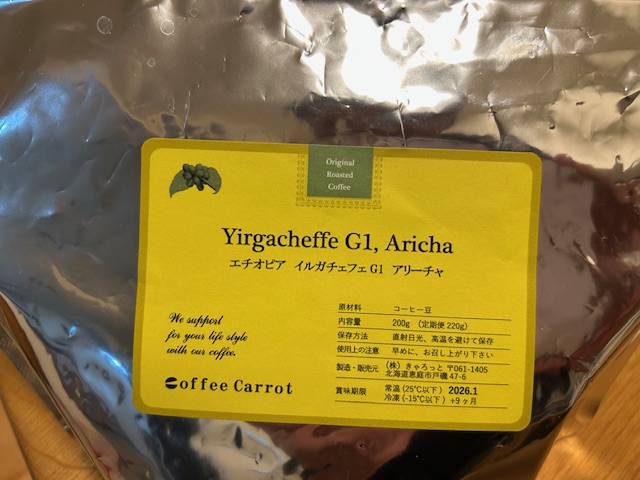 Original
Roasted
Coffee
Yirgacheffe G1, Aricha
エチオピア イルガチェフェ G1 アリーチャ
We support
for your life style
with our coffee.
Coffee Carrot
原材料 コーヒー豆
内容量 200g （定期便 220g）
保存方法 直射日光、高温を避けて保存
使用上の注意 早めに、お召し上がり下さい
製造・販売元 （株）きゃろっと 〒061-1405
北海道恵庭市戸磯 47-6
賞味期限 常温 (25℃以下） 2026.1
冷凍 (-15℃以下） +9ヶ月